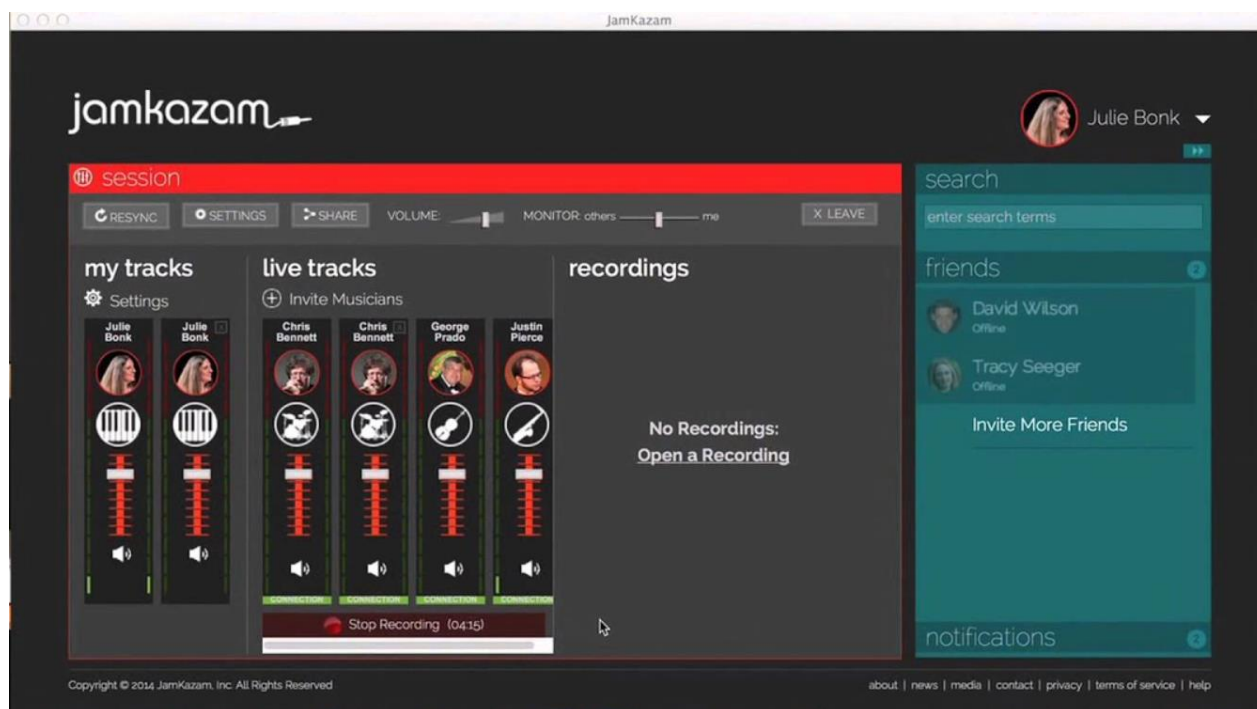 JamKazam
jamkazam
Julie Bonk
session
RESYNC SETTINGS SHARE VOLUME: MONITOR: others me X LEAVE
my tracks
Settings
Julie Bonk
Julie Bonk
live tracks
Invite Musicians
Chris Bennett
Chris Bennett
George Prado
Justin Pierce
CONNECTION CONNECTION CONNECTION CONNECTION
Stop Recording (04:15)
recordings
No Recordings:
Open a Recording
search
enter search terms
friends 2
David Wilson
Offline
Tracy Seeger
Offline
Invite More Friends
notifications 2
Copyright © 2014 JamKazam, Inc. All Rights Reserved
about | news | media | contact | privacy | terms of service | help